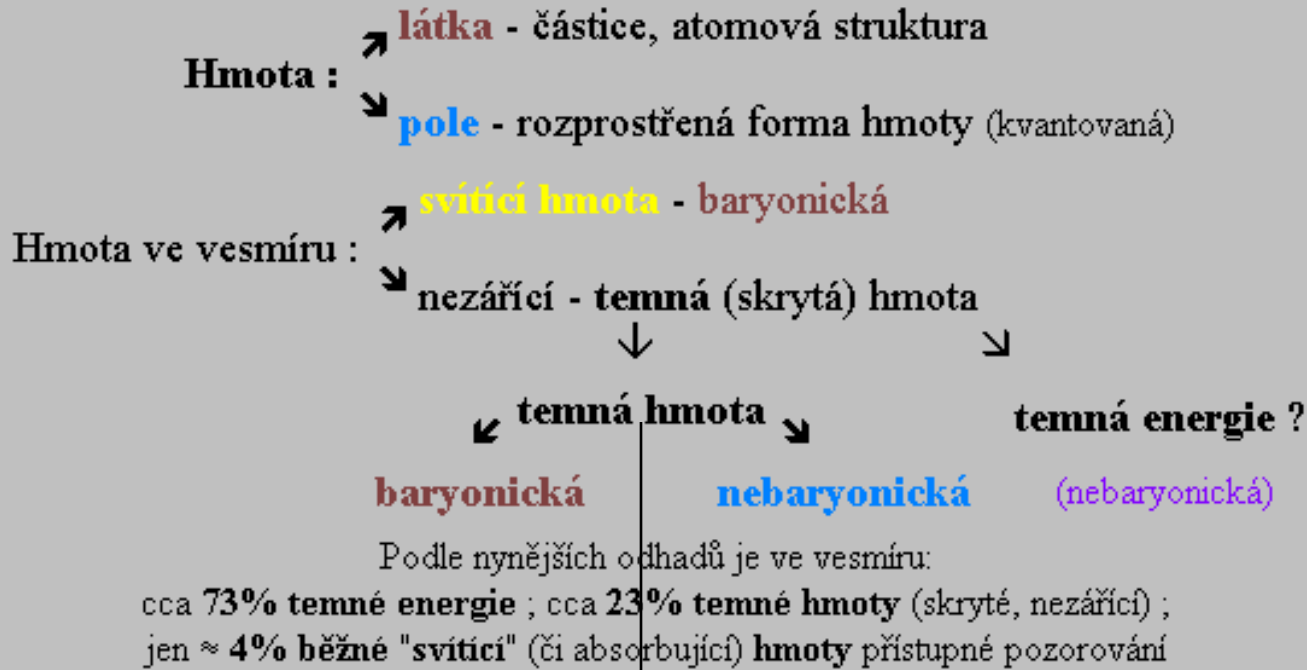 látka - částice, atomová struktura
Hmota :
pole - rozprostřená forma hmoty (kvantovaná)
svítící hmota - baryonická
Hmota ve vesmíru :
nezářící - temná (skrytá) hmota
temná hmota
temná energie ?
baryonická nebaryonická (nebaryonická)
Podle nynějších odhadů je ve vesmíru:
cca 73% temné energie ; cca 23% temné hmoty (skryté, nezářící) ;
jen ≈ 4% běžné "svítící" (či absorbující) hmoty přístupné pozorování